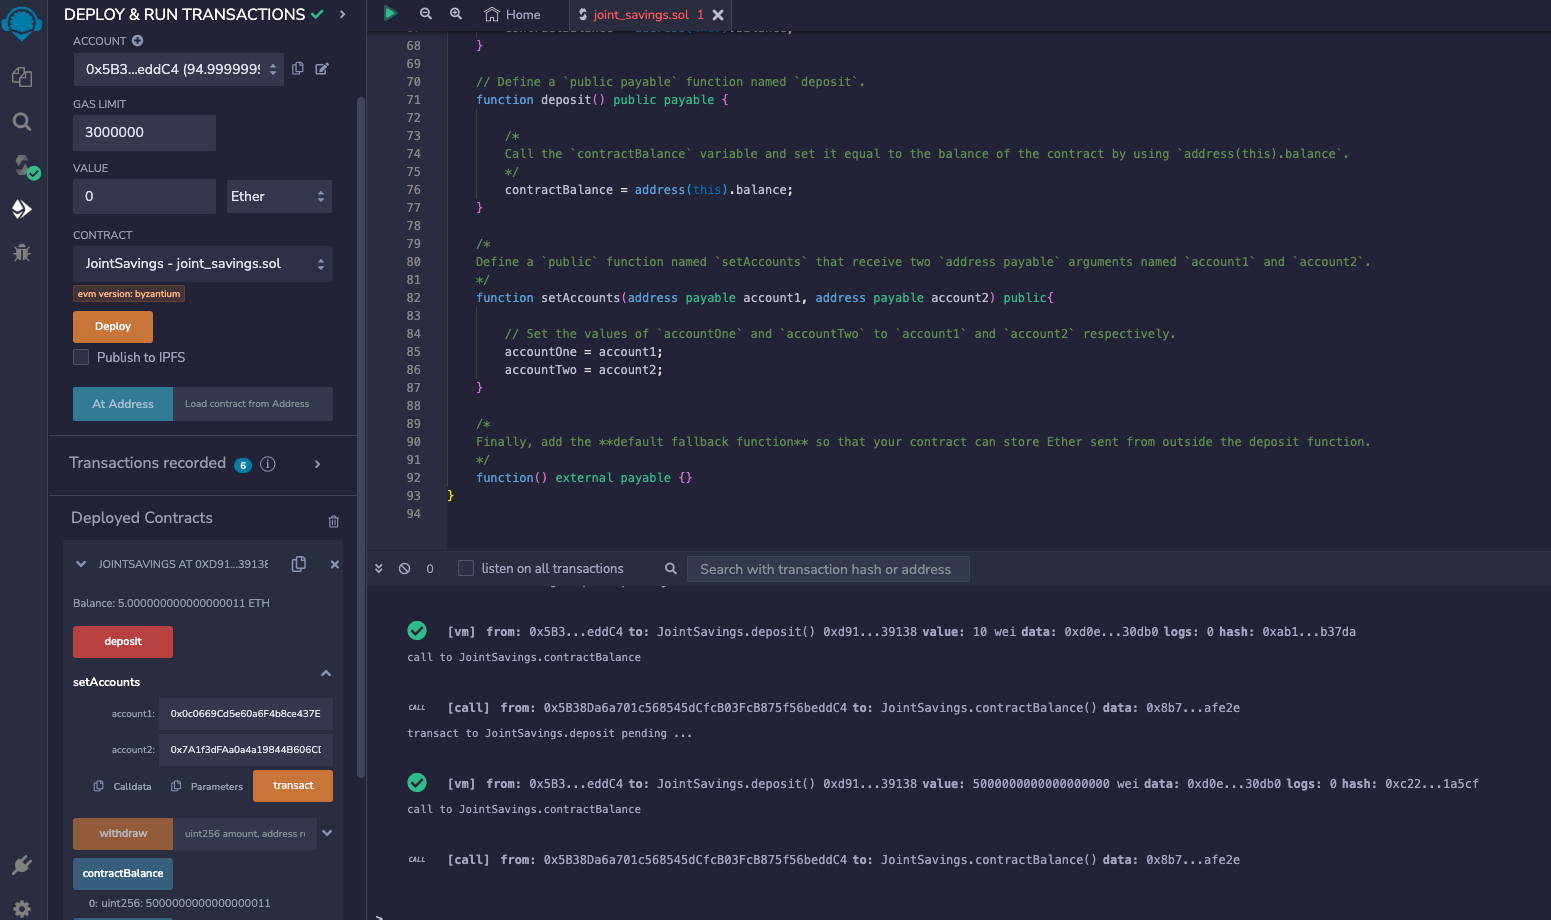 DEPLOY & RUN TRANSACTIONS
ACCOUNT
0x5B3...eddC4 (94.9999999
GAS LIMIT
3000000
VALUE
0
Ether
CONTRACT
JointSavings - joint_savings.sol
evm version: byzantium
Deploy
Publish to IPFS
At Address
Load contract from Address
Transactions recorded 6 i
Deployed Contracts
JOINTSAVINGS AT 0XD91...39138
Balance: 5.000000000000000011 ETH
deposit
setAccounts
account1: 0x0c0669Cd5e60a6F4b8ce437E
account2: 0x7A1f3dFAa0a4a19844B606CD
Calldata
Parameters
transact
withdraw
uint256 amount, address re
contractBalance
0: uint256: 5000000000000000011
Home
joint_savings.sol 1
68 }
69
70 // Define a `public payable` function named `deposit`.
71 function deposit() public payable {
72
73 /*
74 Call the `contractBalance` variable and set it equal to the balance of the contract by using `address(this).balance`.
75 */
76 contractBalance = address(this).balance;
77 }
78
79 /*
80 Define a `public` function named `setAccounts` that receive two `address payable` arguments named `account1` and `account2`.
81 */
82 function setAccounts(address payable account1, address payable account2) public{
83
84 // Set the values of `accountOne` and `accountTwo` to `account1` and `account2` respectively.
85 accountOne = account1;
86 accountTwo = account2;
87 }
88
89 /*
90 Finally, add the **default fallback function** so that your contract can store Ether sent from outside the deposit function.
91 */
92 function() external payable {}
93 }
94
0
listen on all transactions
Search with transaction hash or address
[vm] from: 0x5B3...eddC4 to: JointSavings.deposit() 0xd91...39138 value: 10 wei data: 0xd0e...30db0 logs: 0 hash: 0xab1...b37da
call to JointSavings.contractBalance
CALL [call] from: 0x5B38Da6a701c568545dCfcB03FcB875f56beddC4 to: JointSavings.contractBalance() data: 0x8b7...afe2e
transact to JointSavings.deposit pending ...
[vm] from: 0x5B3...eddC4 to: JointSavings.deposit() 0xd91...39138 value: 5000000000000000000 wei data: 0xd0e...30db0 logs: 0 hash: 0xc22...1a5cf
call to JointSavings.contractBalance
CALL [call] from: 0x5B38Da6a701c568545dCfcB03FcB875f56beddC4 to: JointSavings.contractBalance() data: 0x8b7...afe2e
>